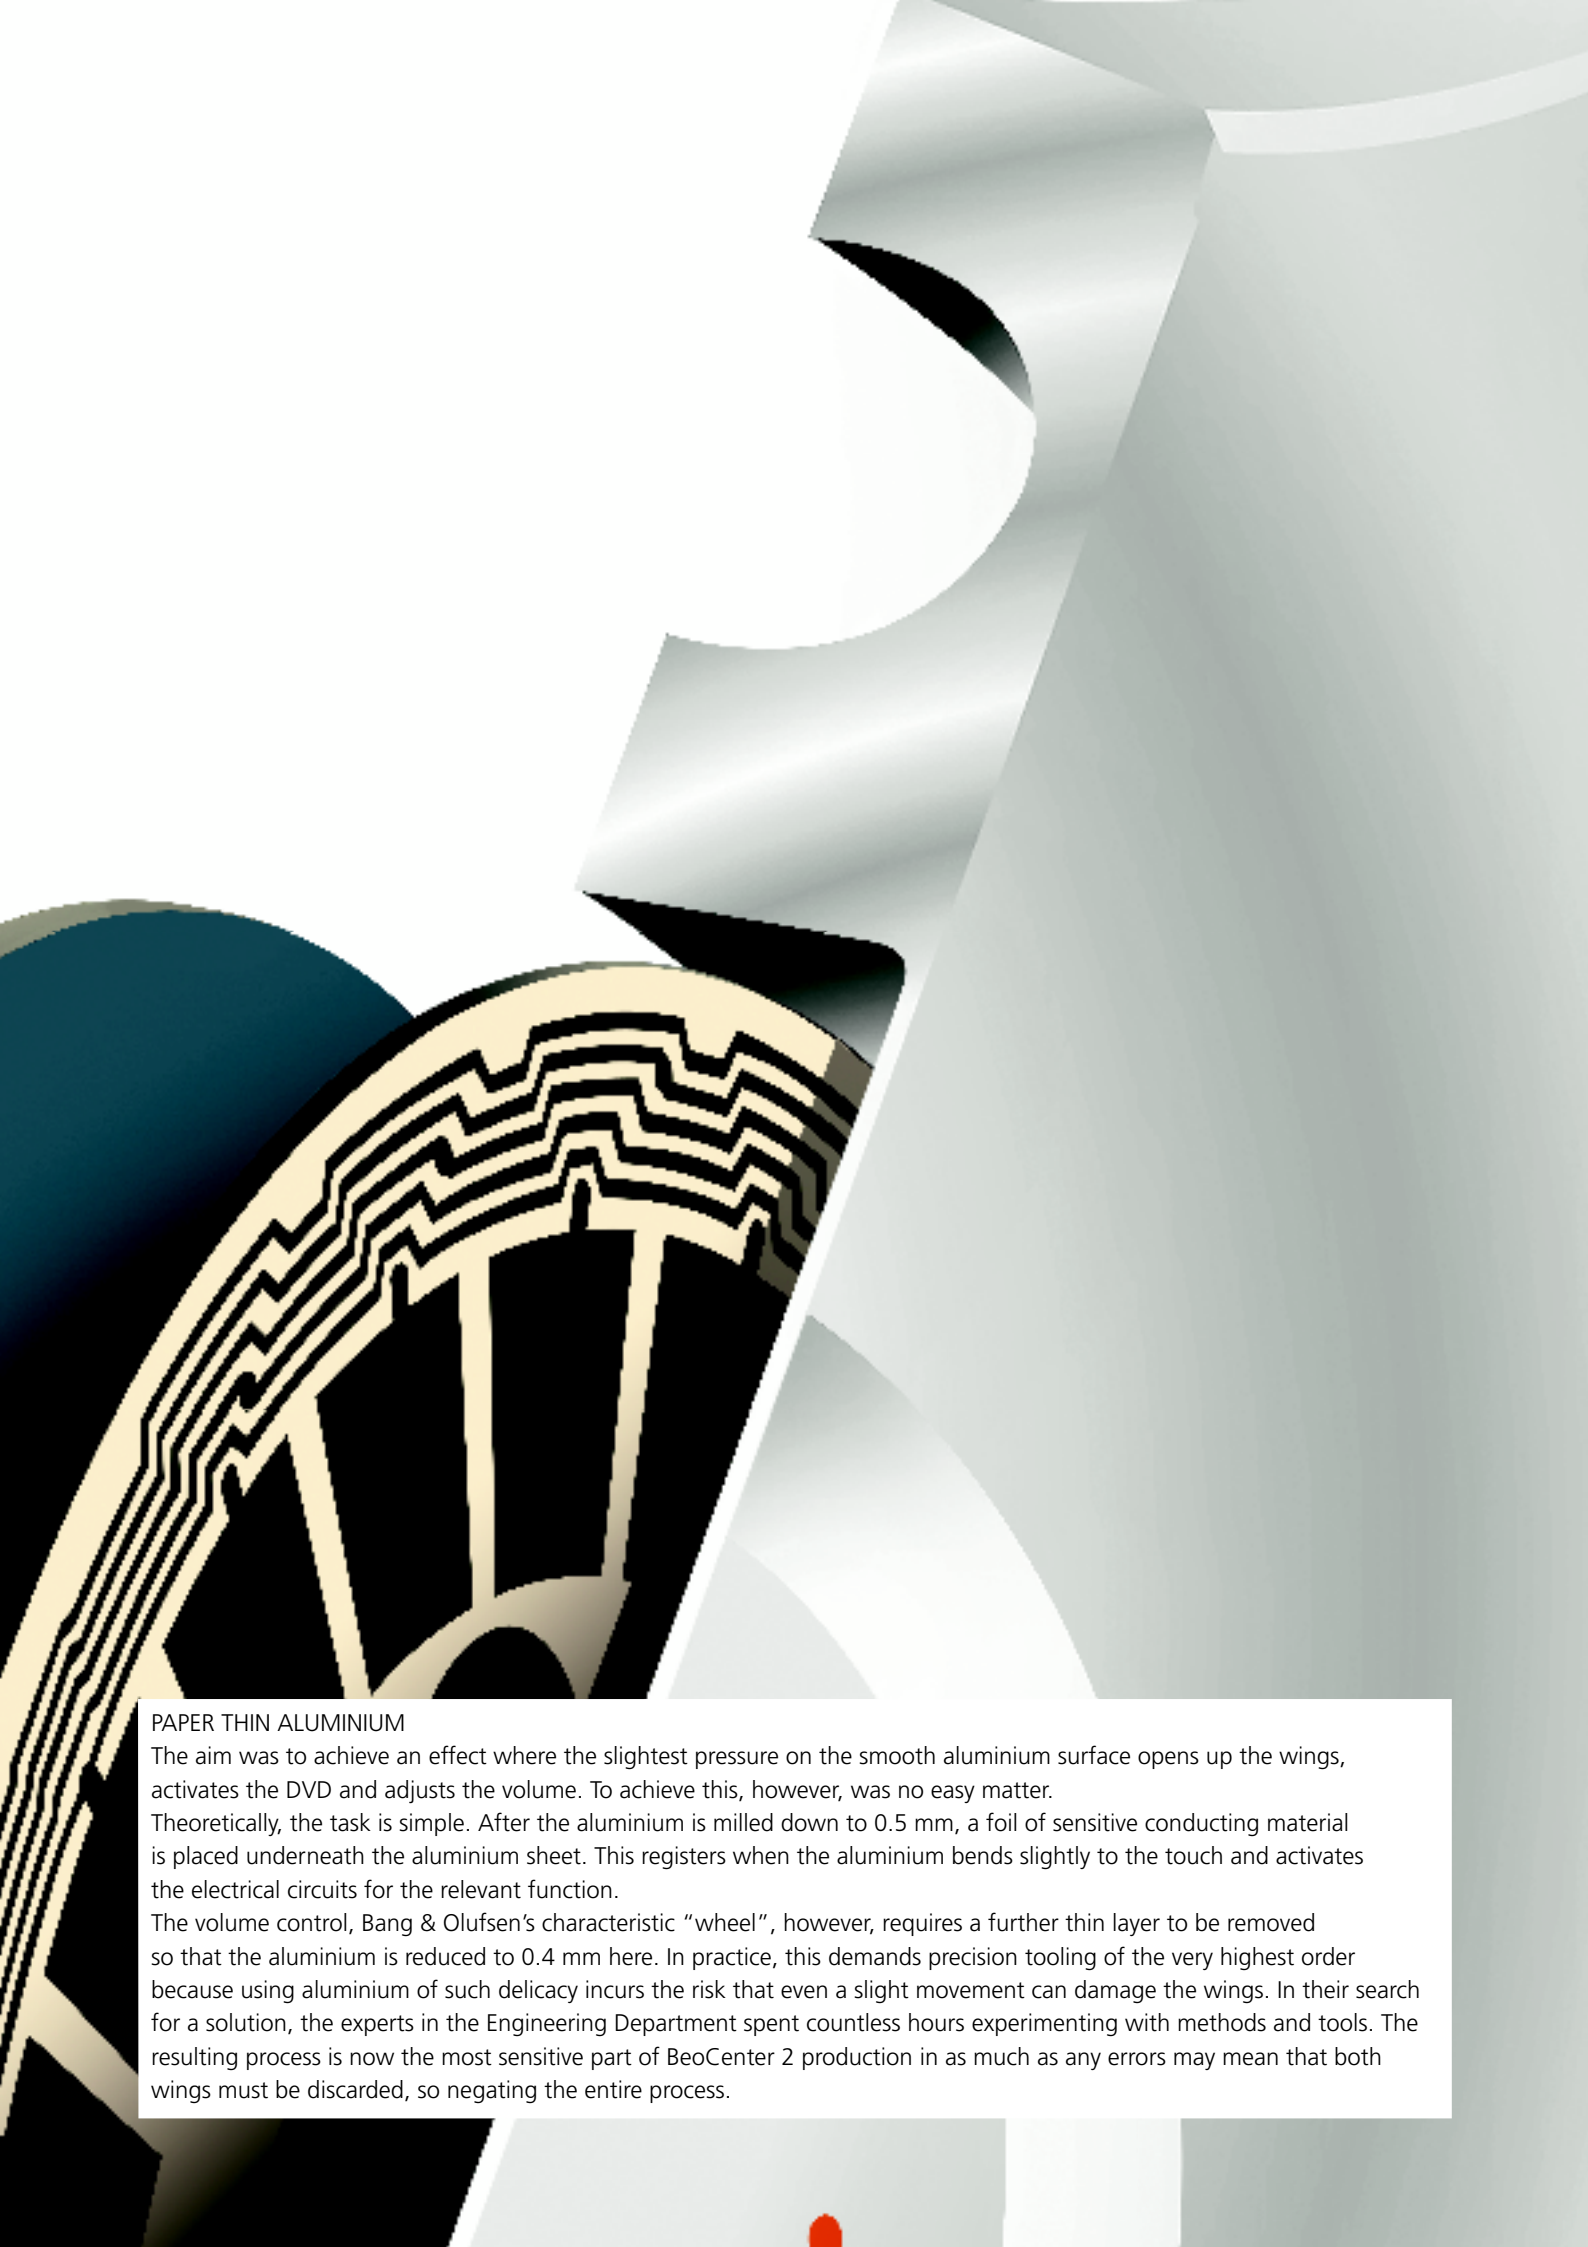 PAPER THIN ALUMINIUM
The aim was to achieve an effect where the slightest pressure on the smooth aluminium surface opens up the wings,
activates the DVD and adjusts the volume. To achieve this, however, was no easy matter.
Theoretically, the task is simple. After the aluminium is milled down to 0.5 mm, a foil of sensitive conducting material
is placed underneath the aluminium sheet. This registers when the aluminium bends slightly to the touch and activates
the electrical circuits for the relevant function.
The volume control, Bang & Olufsen’s characteristic “wheel”, however, requires a further thin layer to be removed
so that the aluminium is reduced to 0.4 mm here. In practice, this demands precision tooling of the very highest order
because using aluminium of such delicacy incurs the risk that even a slight movement can damage the wings. In their search
for a solution, the experts in the Engineering Department spent countless hours experimenting with methods and tools. The
resulting process is now the most sensitive part of BeoCenter 2 production in as much as any errors may mean that both
wings must be discarded, so negating the entire process.